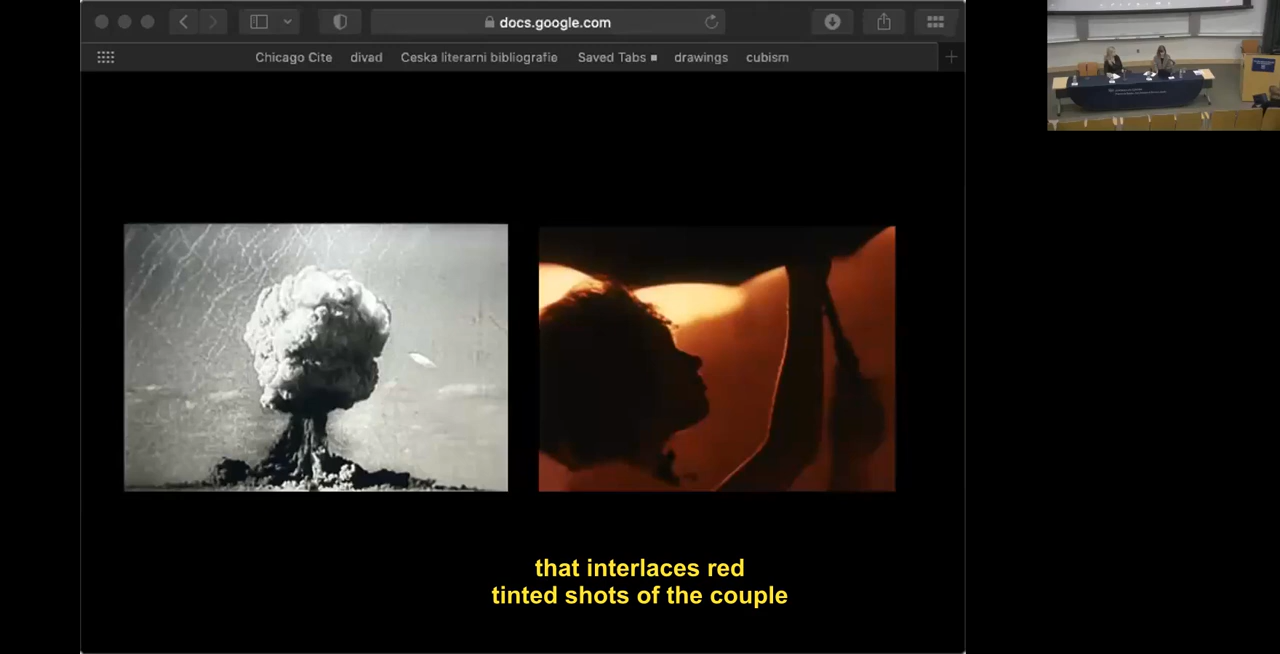 docs.google.com
Chicago Cite divad Ceska literarni bibliografie Saved Tabs drawings cubism
that interlaces red
tinted shots of the couple